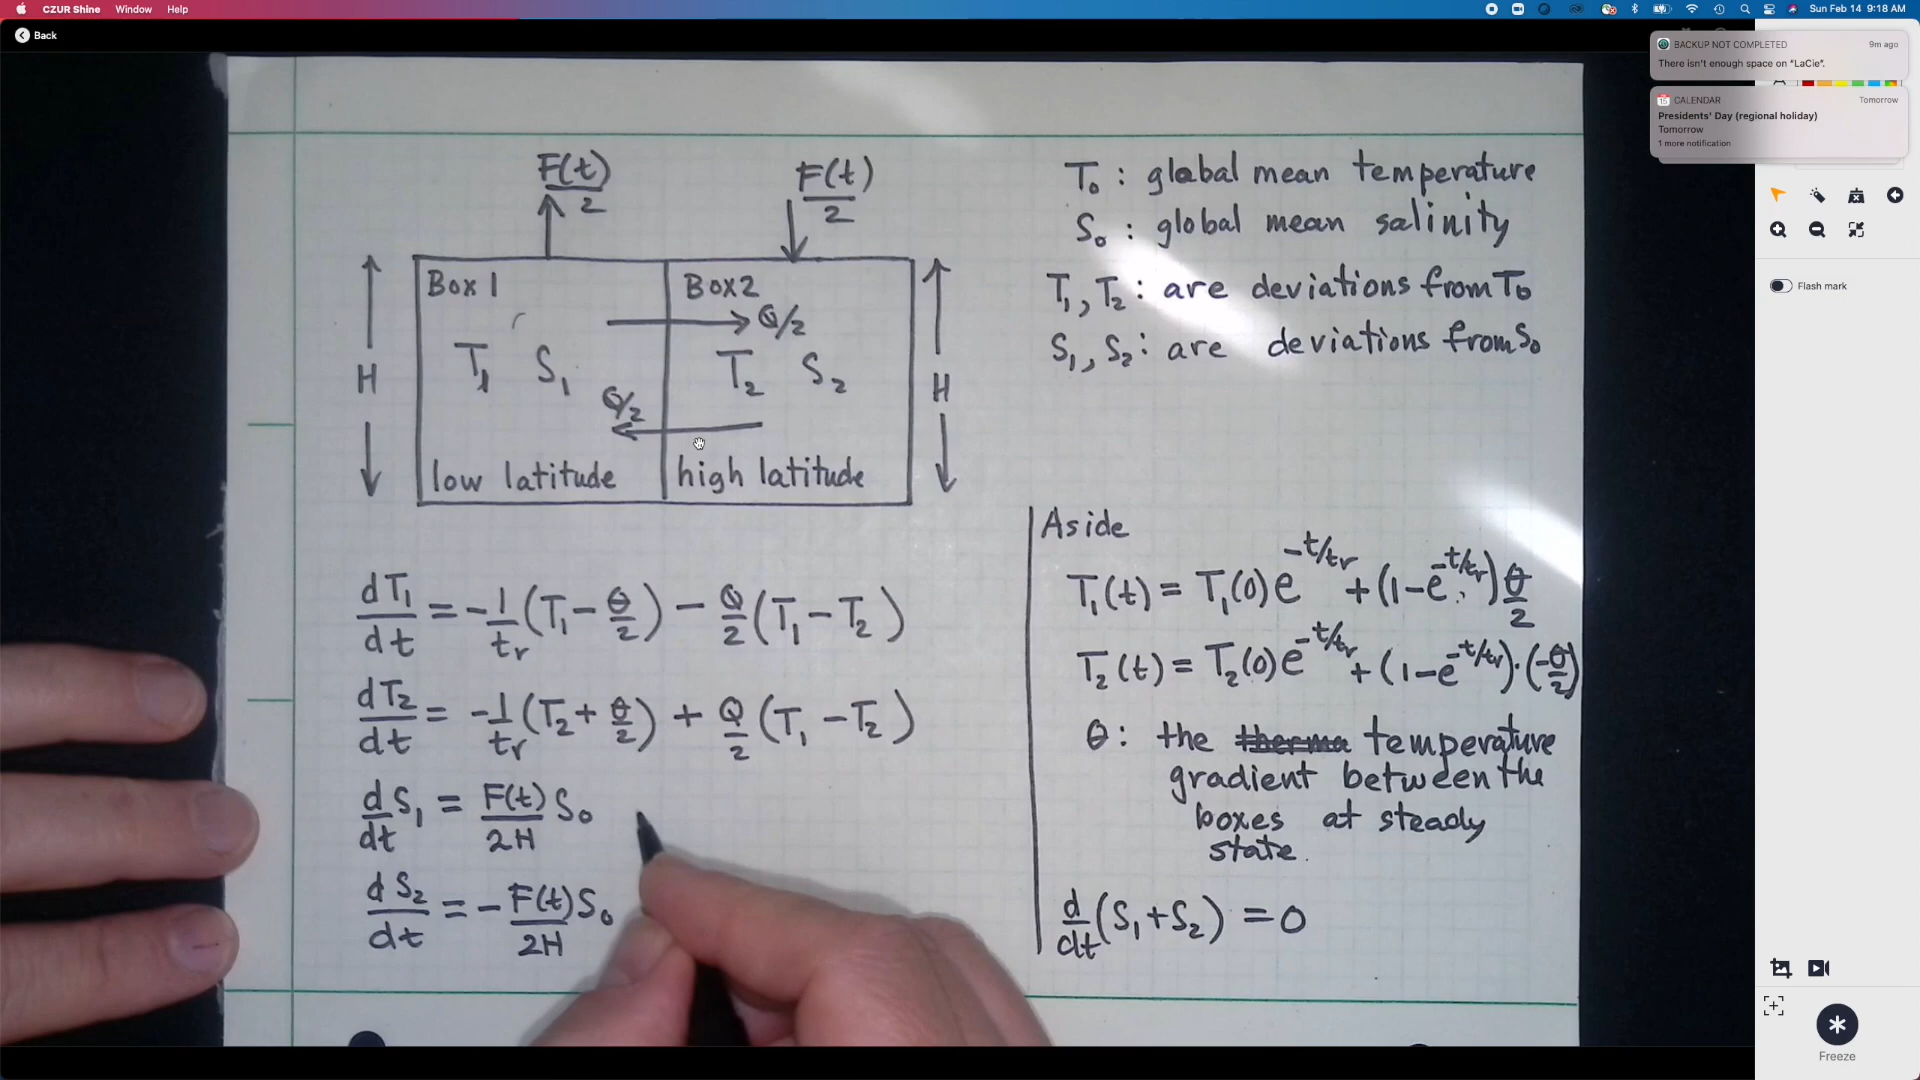 CZUR Shine Window Help
Sun Feb 14 9:18 AM
Back
BACKUP NOT COMPLETED 9m ago
There isn't enough space on "LaCie".
CALENDAR Tomorrow
Presidents' Day (regional holiday)
Tomorrow
1 more notification
Flash mark
Freeze
F(t)/2 F(t)/2
Box 1 Box2
Q/2
H T₁ S₁ T₂ S₂ H
Q/2
low latitude high latitude
dT₁/dt = -1/tᵣ (T₁ - θ/2) - Q/2 (T₁ - T₂)
dT₂/dt = -1/tᵣ (T₂ + θ/2) + Q/2 (T₁ - T₂)
d/dt S₁ = F(t)/2H S₀
dS₂/dt = - F(t)S₀/2H
T₀ : global mean temperature
S₀ : global mean salinity
T₁, T₂ : are deviations from T₀
S₁, S₂ : are deviations from S₀
Aside
T₁(t) = T₁(0)e^(-t/tᵣ) + (1-e^(-t/tᵣ)) θ/2
T₂(t) = T₂(0)e^(-t/tᵣ) + (1-e^(-t/tᵣ))·(-θ/2)
θ: the therma temperature
gradient between the
boxes at steady
state.
d/dt (S₁+S₂) = 0